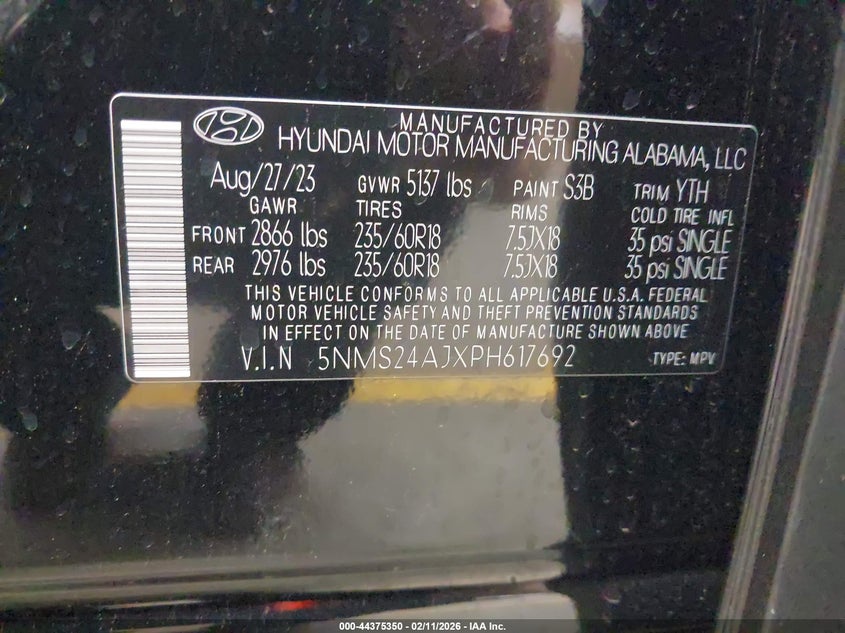 MANUFACTURED BY
HYUNDAI MOTOR MANUFACTURING ALABAMA, LLC
Aug/27/23 GVWR 5137 lbs PAINT S3B TRIM YTH
GAWR TIRES RIMS COLD TIRE INFL
FRONT 2866 lbs 235/60R18 7.5JX18 35 psi SINGLE
REAR 2976 lbs 235/60R18 7.5JX18 35 psi SINGLE
THIS VEHICLE CONFORMS TO ALL APPLICABLE U.S.A. FEDERAL
MOTOR VEHICLE SAFETY AND THEFT PREVENTION STANDARDS
IN EFFECT ON THE DATE OF MANUFACTURE SHOWN ABOVE
V.I.N 5NMS24AJXPH617692 TYPE: MPV
000-44375350 - 02/11/2026 - IAA Inc.